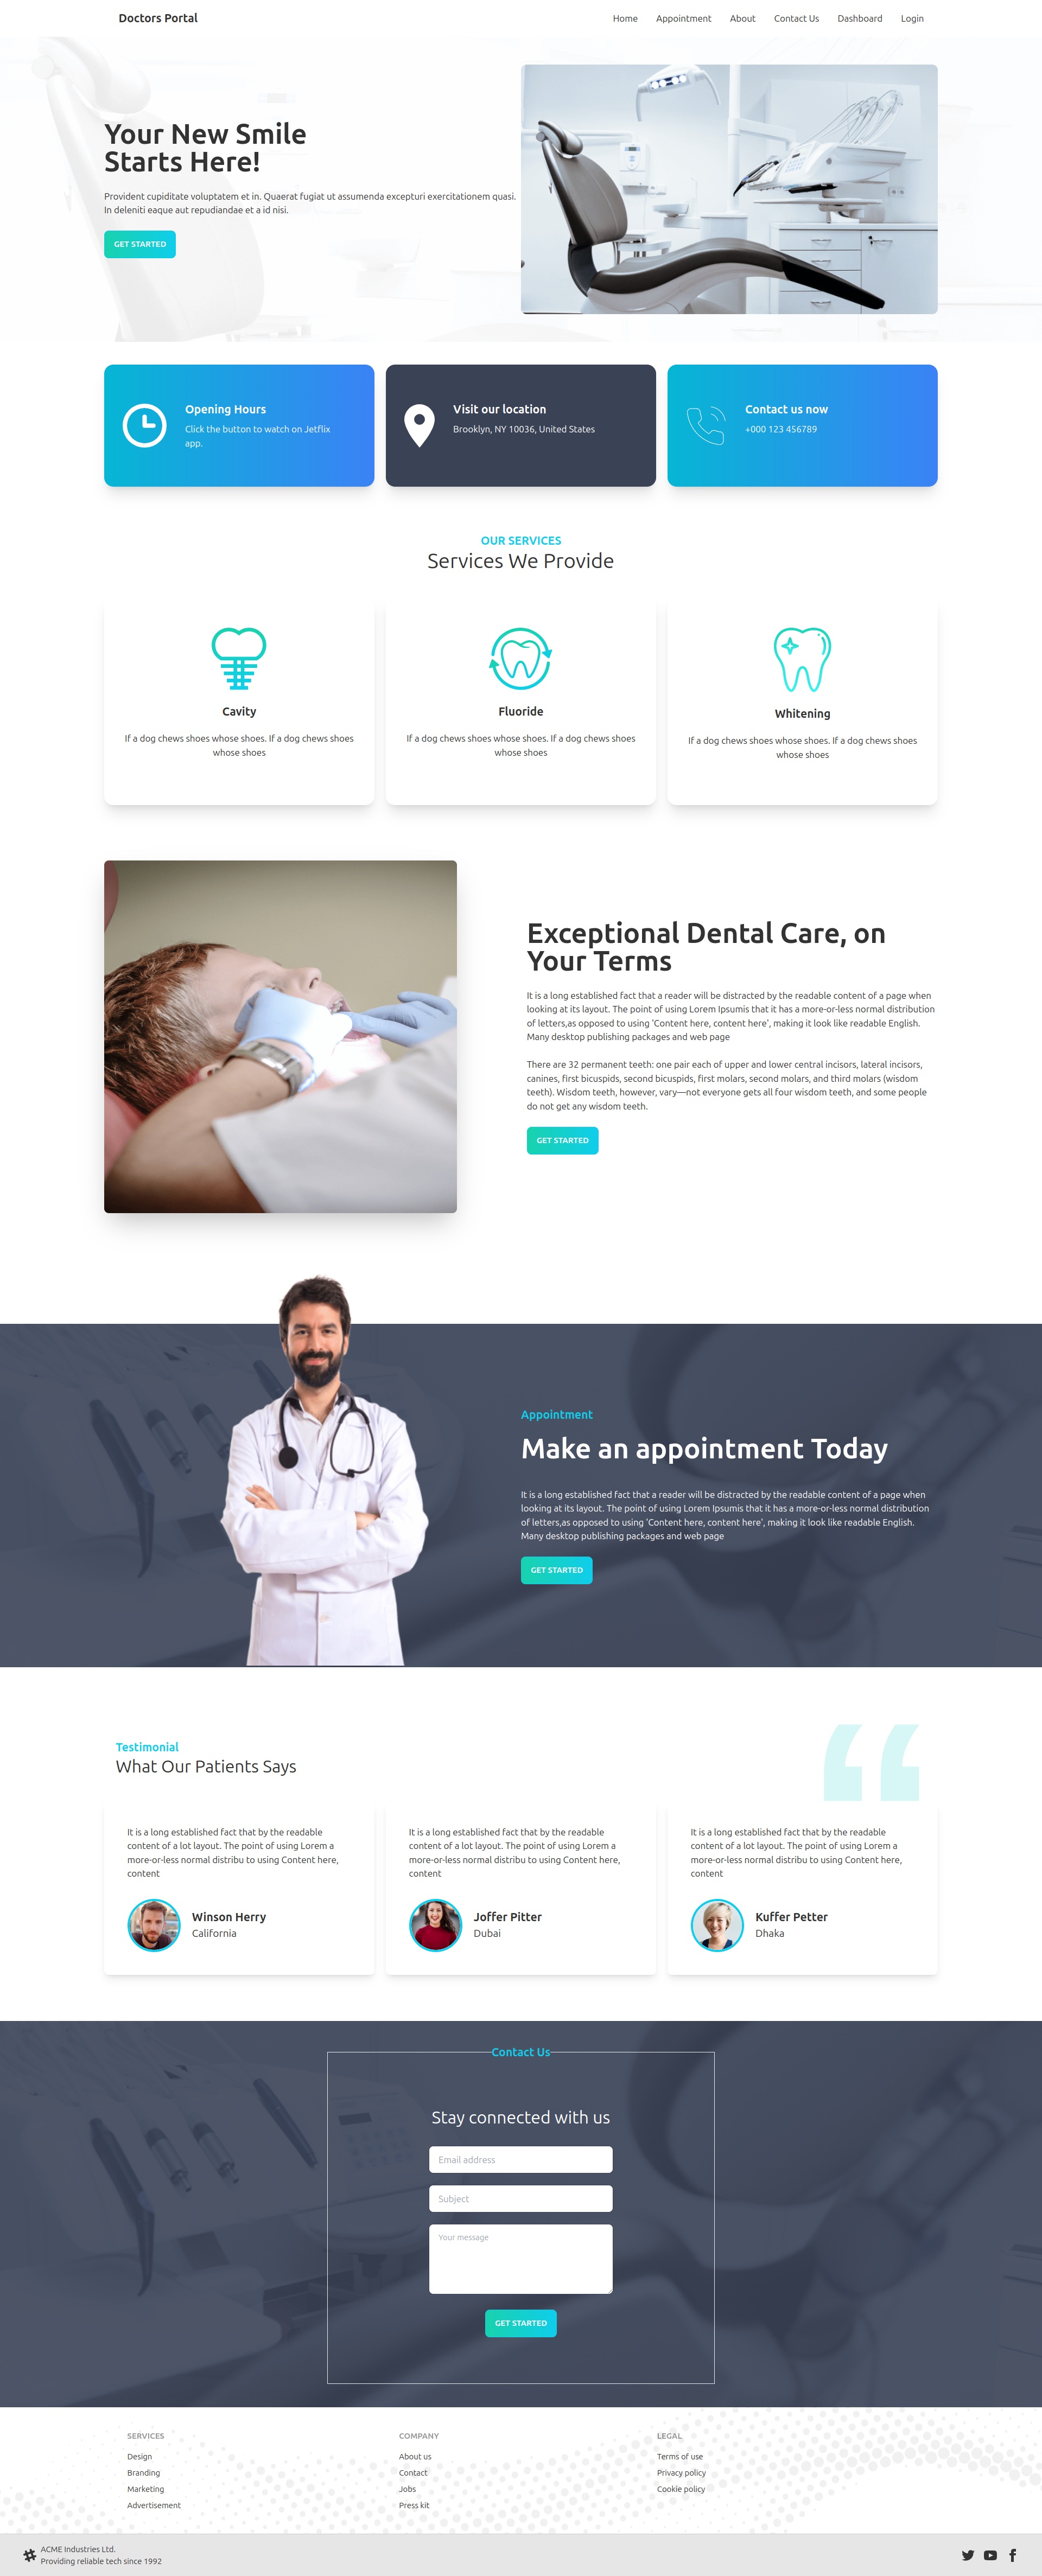 Doctors Portal
Home Appointment About Contact Us Dashboard Login
Your New Smile
Starts Here!
Provident cupiditate voluptatem et in. Quaerat fugiat ut assumenda excepturi exercitationem quasi.
In deleniti eaque aut repudiandae et a id nisi.
GET STARTED
Opening Hours
Click the button to watch on Jetflix
app.
Visit our location
Brooklyn, NY 10036, United States
Contact us now
+000 123 456789
OUR SERVICES
Services We Provide
Cavity
If a dog chews shoes whose shoes. If a dog chews shoes
whose shoes
Fluoride
If a dog chews shoes whose shoes. If a dog chews shoes
whose shoes
Whitening
If a dog chews shoes whose shoes. If a dog chews shoes
whose shoes
Exceptional Dental Care, on
Your Terms
It is a long established fact that a reader will be distracted by the readable content of a page when
looking at its layout. The point of using Lorem Ipsumis that it has a more-or-less normal distribution
of letters,as opposed to using 'Content here, content here', making it look like readable English.
Many desktop publishing packages and web page
There are 32 permanent teeth: one pair each of upper and lower central incisors, lateral incisors,
canines, first bicuspids, second bicuspids, first molars, second molars, and third molars (wisdom
teeth). Wisdom teeth, however, vary—not everyone gets all four wisdom teeth, and some people
do not get any wisdom teeth.
GET STARTED
Appointment
Make an appointment Today
It is a long established fact that a reader will be distracted by the readable content of a page when
looking at its layout. The point of using Lorem Ipsumis that it has a more-or-less normal distribution
of letters,as opposed to using 'Content here, content here', making it look like readable English.
Many desktop publishing packages and web page
GET STARTED
Testimonial
What Our Patients Says
It is a long established fact that by the readable
content of a lot layout. The point of using Lorem a
more-or-less normal distribu to using Content here,
content
Winson Herry
California
It is a long established fact that by the readable
content of a lot layout. The point of using Lorem a
more-or-less normal distribu to using Content here,
content
Joffer Pitter
Dubai
It is a long established fact that by the readable
content of a lot layout. The point of using Lorem a
more-or-less normal distribu to using Content here,
content
Kuffer Petter
Dhaka
Contact Us
Stay connected with us
Email address
Subject
Your message
GET STARTED
SERVICES
Design
Branding
Marketing
Advertisement
COMPANY
About us
Contact
Jobs
Press kit
LEGAL
Terms of use
Privacy policy
Cookie policy
ACME Industries Ltd.
Providing reliable tech since 1992